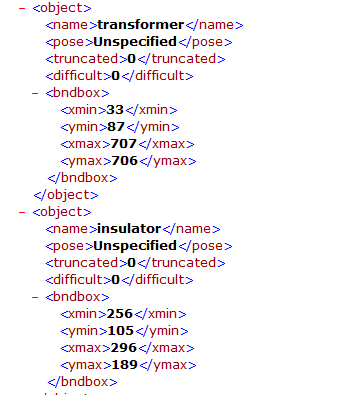 − <object>
<name>transformer</name>
<pose>Unspecified</pose>
<truncated>0</truncated>
<difficult>0</difficult>
− <bndbox>
<xmin>33</xmin>
<ymin>87</ymin>
<xmax>707</xmax>
<ymax>706</ymax>
</bndbox>
</object>
− <object>
<name>insulator</name>
<pose>Unspecified</pose>
<truncated>0</truncated>
<difficult>0</difficult>
− <bndbox>
<xmin>256</xmin>
<ymin>105</ymin>
<xmax>296</xmax>
<ymax>189</ymax>
</bndbox>